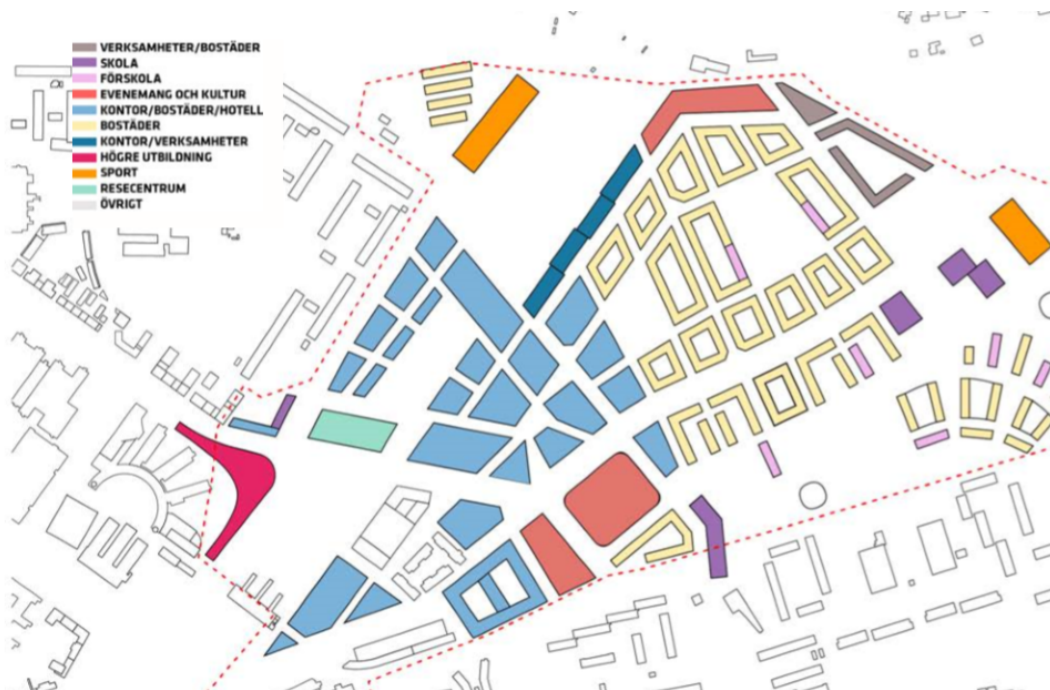 VERKSAMHETER/BOSTÄDER
SKOLA
FÖRSKOLA
EVENEMANG OCH KULTUR
KONTOR/BOSTÄDER/HOTELL
BOSTÄDER
KONTOR/VERKSAMHETER
HÖGRE UTBILDNING
SPORT
RESECENTRUM
ÖVRIGT